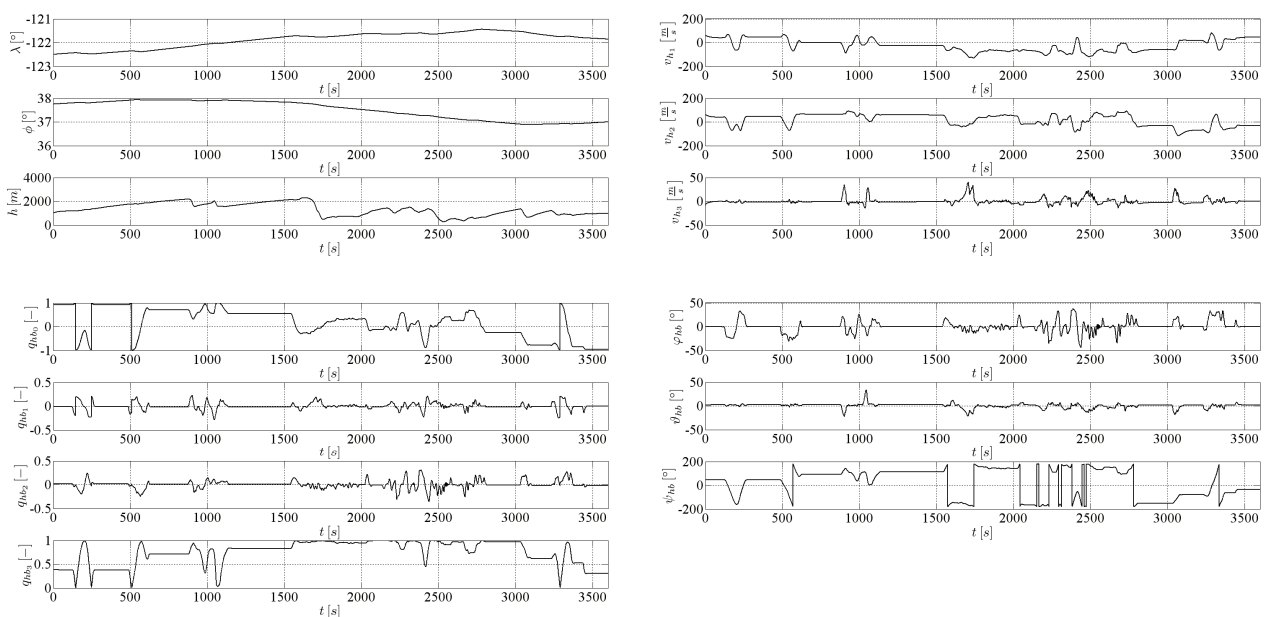 -121
-122
-123
λ [°]
0 500 1000 1500 2000 2500 3000 3500
t [s]
38
37
36
ϕ [°]
0 500 1000 1500 2000 2500 3000 3500
t [s]
4000
2000
0
h [m]
0 500 1000 1500 2000 2500 3000 3500
t [s]
200
0
-200
v_{h_1} [m/s]
0 500 1000 1500 2000 2500 3000 3500
t [s]
200
0
-200
v_{h_2} [m/s]
0 500 1000 1500 2000 2500 3000 3500
t [s]
50
0
-50
v_{h_3} [m/s]
0 500 1000 1500 2000 2500 3000 3500
t [s]
1
0
-1
q_{hb_0} [−]
0 500 1000 1500 2000 2500 3000 3500
t [s]
0.5
0
-0.5
q_{hb_1} [−]
0 500 1000 1500 2000 2500 3000 3500
t [s]
0.5
0
-0.5
q_{hb_2} [−]
0 500 1000 1500 2000 2500 3000 3500
t [s]
1
0.5
0
q_{hb_3} [−]
0 500 1000 1500 2000 2500 3000 3500
t [s]
50
0
-50
φ_{hb} [°]
0 500 1000 1500 2000 2500 3000 3500
t [s]
50
0
-50
ϑ_{hb} [°]
0 500 1000 1500 2000 2500 3000 3500
t [s]
200
0
-200
ψ_{hb} [°]
0 500 1000 1500 2000 2500 3000 3500
t [s]